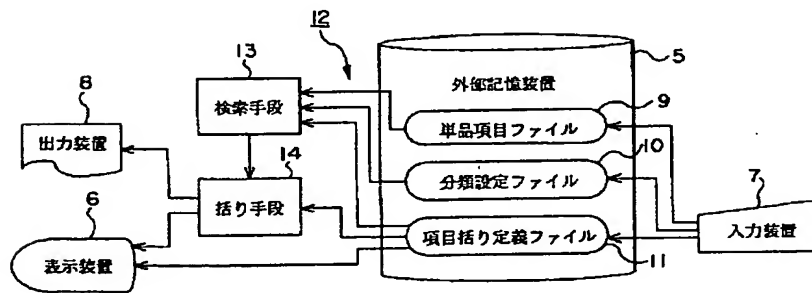 12
13
5
外部記憶装置
8
検索手段
9
出力装置
単品項目ファイル
10
14
分類設定ファイル
7
6
括り手段
入力装置
項目括り定義ファイル
表示装置
11